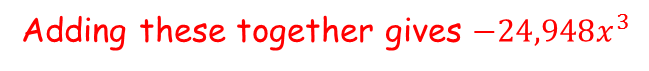 Adding these together gives −24,948x³